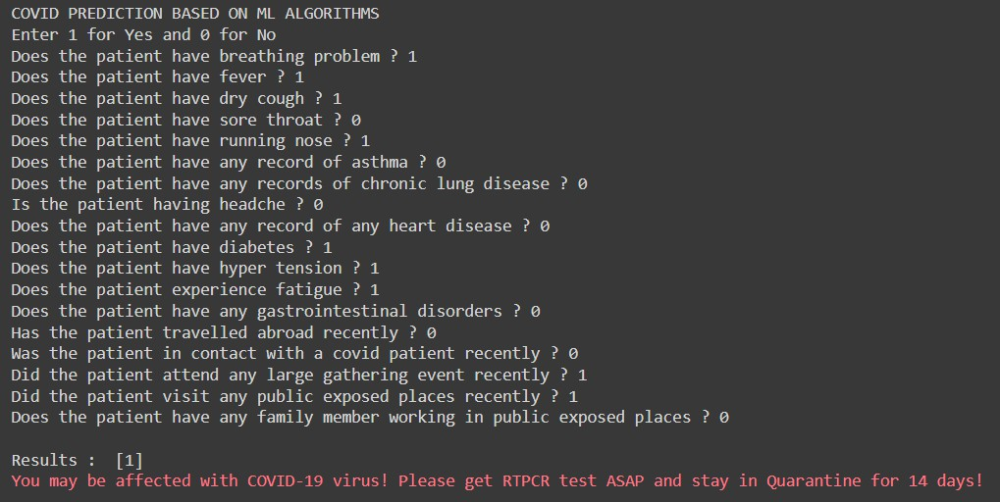 COVID PREDICTION BASED ON ML ALGORITHMS
Enter 1 for Yes and 0 for No
Does the patient have breathing problem ? 1
Does the patient have fever ? 1
Does the patient have dry cough ? 1
Does the patient have sore throat ? 0
Does the patient have running nose ? 1
Does the patient have any record of asthma ? 0
Does the patient have any records of chronic lung disease ? 0
Is the patient having headche ? 0
Does the patient have any record of any heart disease ? 0
Does the patient have diabetes ? 1
Does the patient have hyper tension ? 1
Does the patient experience fatigue ? 1
Does the patient have any gastrointestinal disorders ? 0
Has the patient travelled abroad recently ? 0
Was the patient in contact with a covid patient recently ? 0
Did the patient attend any large gathering event recently ? 1
Did the patient visit any public exposed places recently ? 1
Does the patient have any family member working in public exposed places ? 0
Results :  [1]
You may be affected with COVID-19 virus! Please get RTPCR test ASAP and stay in Quarantine for 14 days!